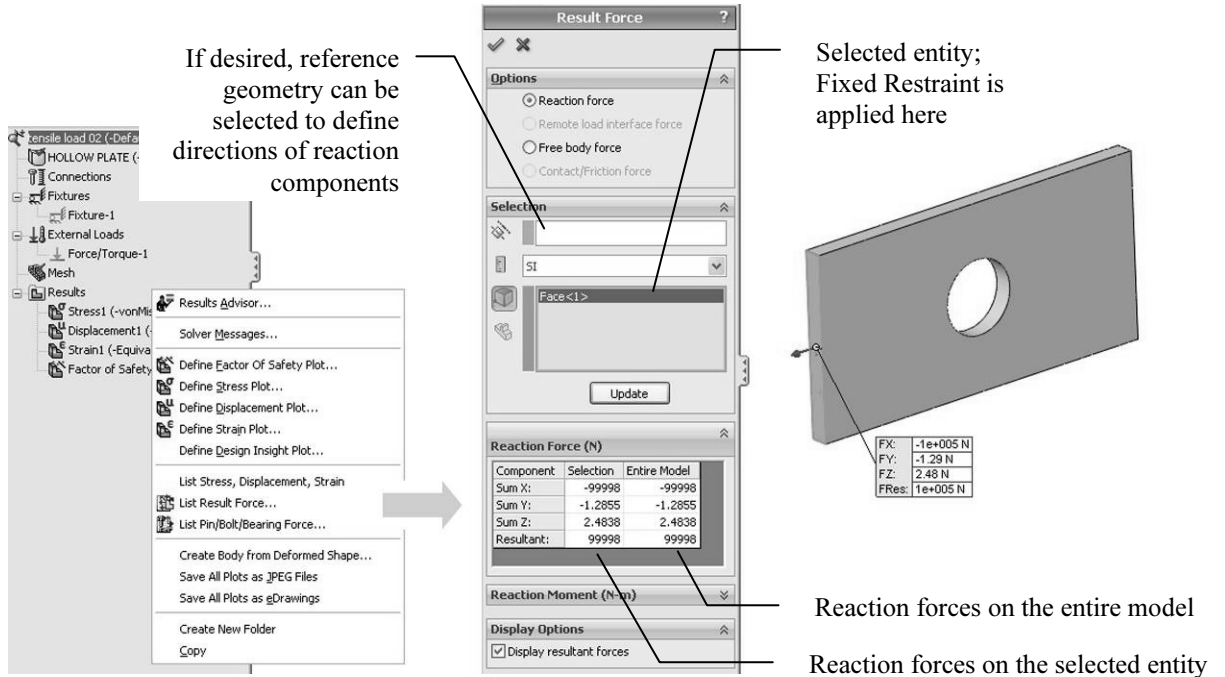 If desired, reference
geometry can be
selected to define
directions of reaction
components
tensile load 02 (-Defa
HOLLOW PLATE (-
Connections
Fixtures
Fixture-1
External Loads
Force/Torque-1
Mesh
Results
Stress1 (-vonMis
Displacement1 (-
Strain1 (-Equiva
Factor of Safety
Results Advisor...
Solver Messages...
Define Factor Of Safety Plot...
Define Stress Plot...
Define Displacement Plot...
Define Strain Plot...
Define Design Insight Plot...
List Stress, Displacement, Strain
List Result Force...
List Pin/Bolt/Bearing Force...
Create Body from Deformed Shape...
Save All Plots as JPEG Files
Save All Plots as eDrawings
Create New Folder
Copy
Result Force ?
Options
Reaction force
Remote load interface force
Free body force
Contact/Friction force
Selection
SI
Face<1>
Update
Reaction Force (N)
Component Selection Entire Model
Sum X: -99998 -99998
Sum Y: -1.2855 -1.2855
Sum Z: 2.4838 2.4838
Resultant: 99998 99998
Reaction Moment (N-m)
Display Options
Display resultant forces
Selected entity;
Fixed Restraint is
applied here
FX: -1e+005 N
FY: -1.29 N
FZ: 2.48 N
FRes: 1e+005 N
Reaction forces on the entire model
Reaction forces on the selected entity